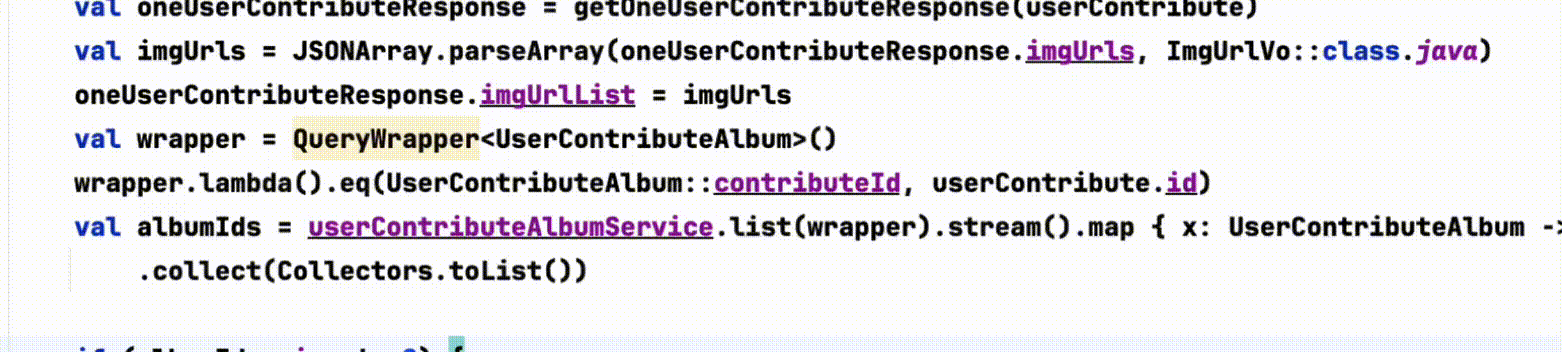 val oneUserContributeResponse = getOneUserContributeResponse(userContribute)
val imgUrls = JSONArray.parseArray(oneUserContributeResponse.imgUrls, ImgUrlVo::class.java)
oneUserContributeResponse.imgUrlList = imgUrls
val wrapper = QueryWrapper<UserContributeAlbum>()
wrapper.lambda().eq(UserContributeAlbum::contributeId, userContribute.id)
val albumIds = userContributeAlbumService.list(wrapper).stream().map { x: UserContributeAlbum ->
.collect(Collectors.toList())